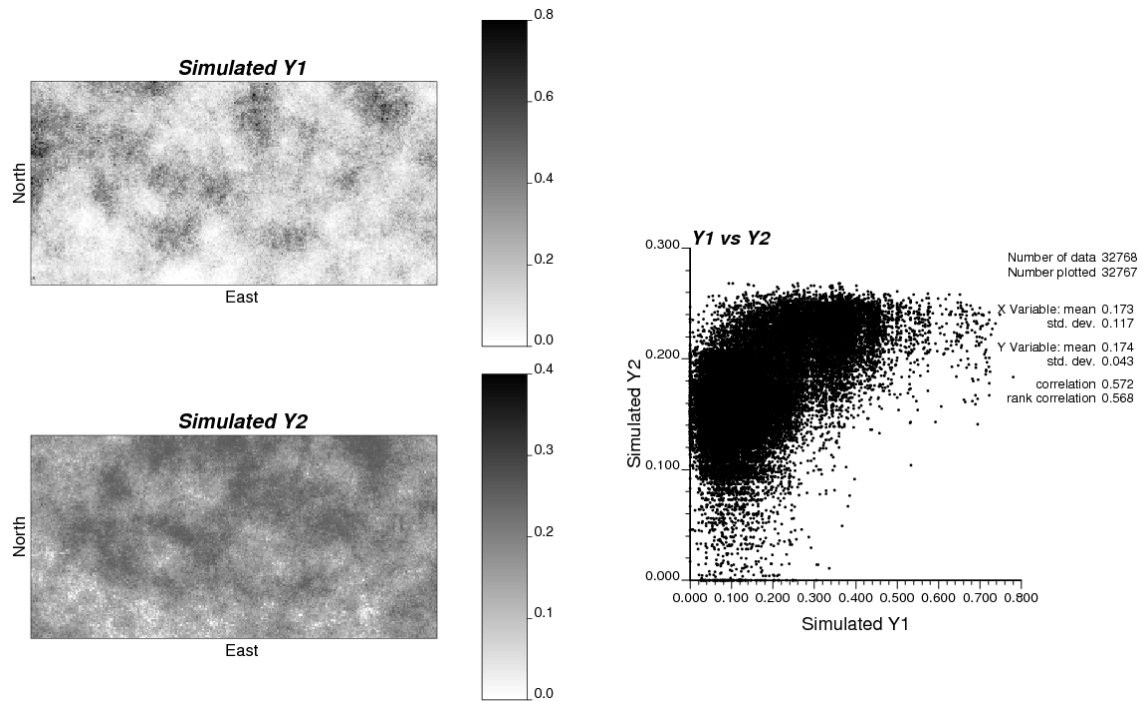 Simulated Y1
North
East
0.8
0.6
0.4
0.2
0.0
Simulated Y2
North
East
0.4
0.3
0.2
0.1
0.0
Y1 vs Y2
Number of data 32768
Number plotted 32767
X Variable: mean 0.173
std. dev. 0.117
Y Variable: mean 0.174
std. dev. 0.043
correlation 0.572
rank correlation 0.568
Simulated Y2
0.300
0.200
0.100
0.000
0.000 0.100 0.200 0.300 0.400 0.500 0.600 0.700 0.800
Simulated Y1